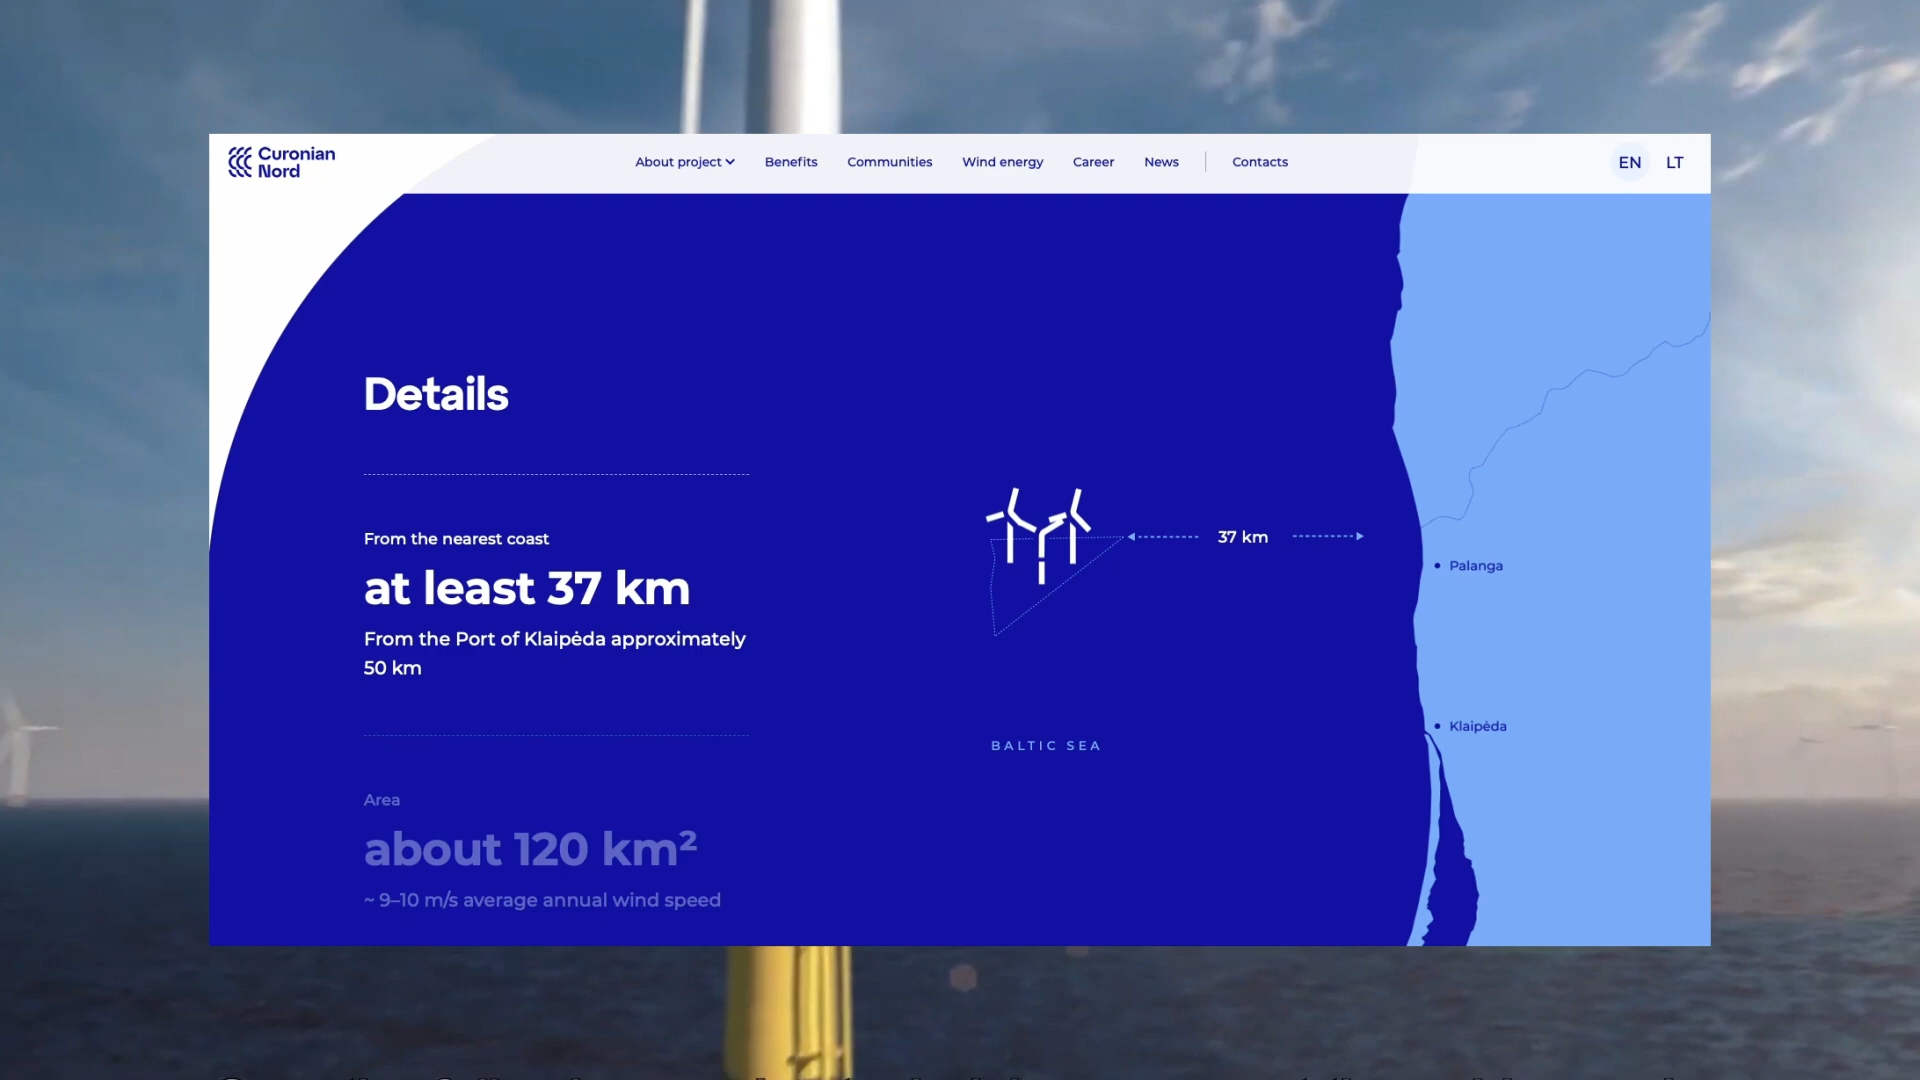 Curonian
Nord
About project
Benefits
Communities
Wind energy
Career
News
Contacts
EN
LT
Details
From the nearest coast
at least 37 km
From the Port of Klaipėda approximately
50 km
Area
about 120 km²
~ 9–10 m/s average annual wind speed
37 km
Palanga
Klaipėda
BALTIC SEA